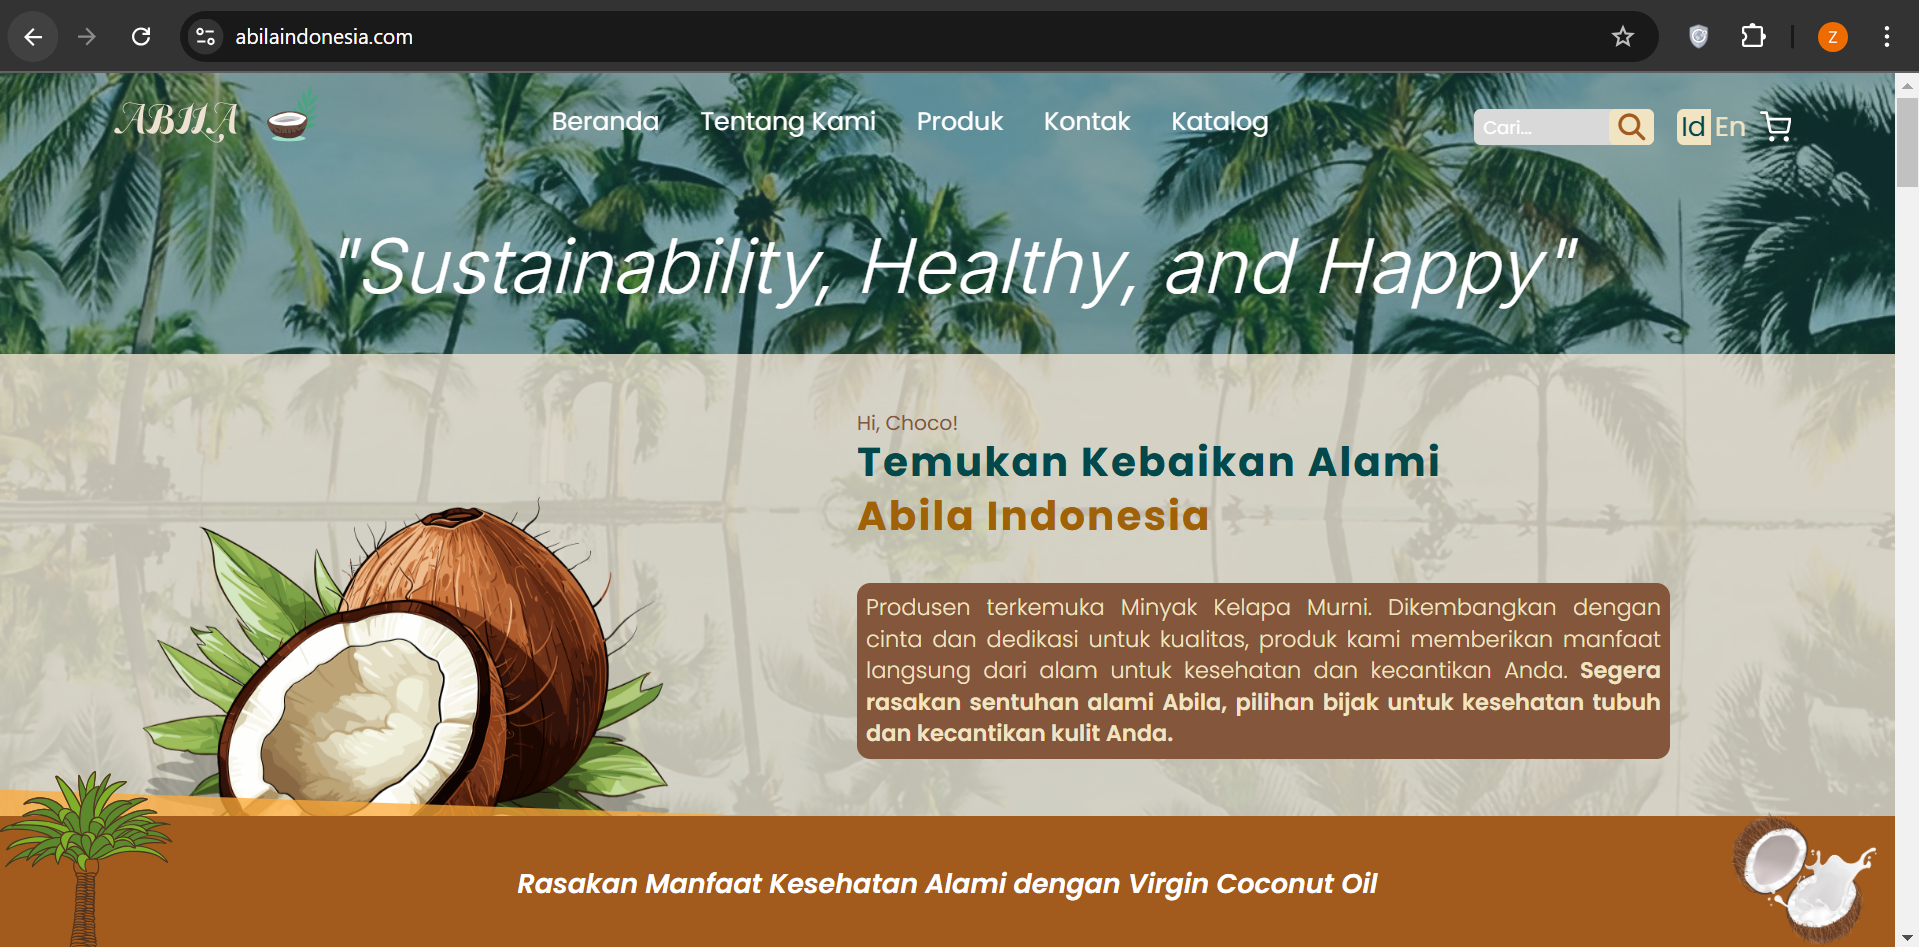 abilaindonesia.com
Z
ABILA
Beranda Tentang Kami Produk Kontak Katalog
Cari...
Id En
"Sustainability, Healthy, and Happy"
Hi, Choco!
Temukan Kebaikan Alami
Abila Indonesia
Produsen terkemuka Minyak Kelapa Murni. Dikembangkan dengan
cinta dan dedikasi untuk kualitas, produk kami memberikan manfaat
langsung dari alam untuk kesehatan dan kecantikan Anda. Segera
rasakan sentuhan alami Abila, pilihan bijak untuk kesehatan tubuh
dan kecantikan kulit Anda.
Rasakan Manfaat Kesehatan Alami dengan Virgin Coconut Oil